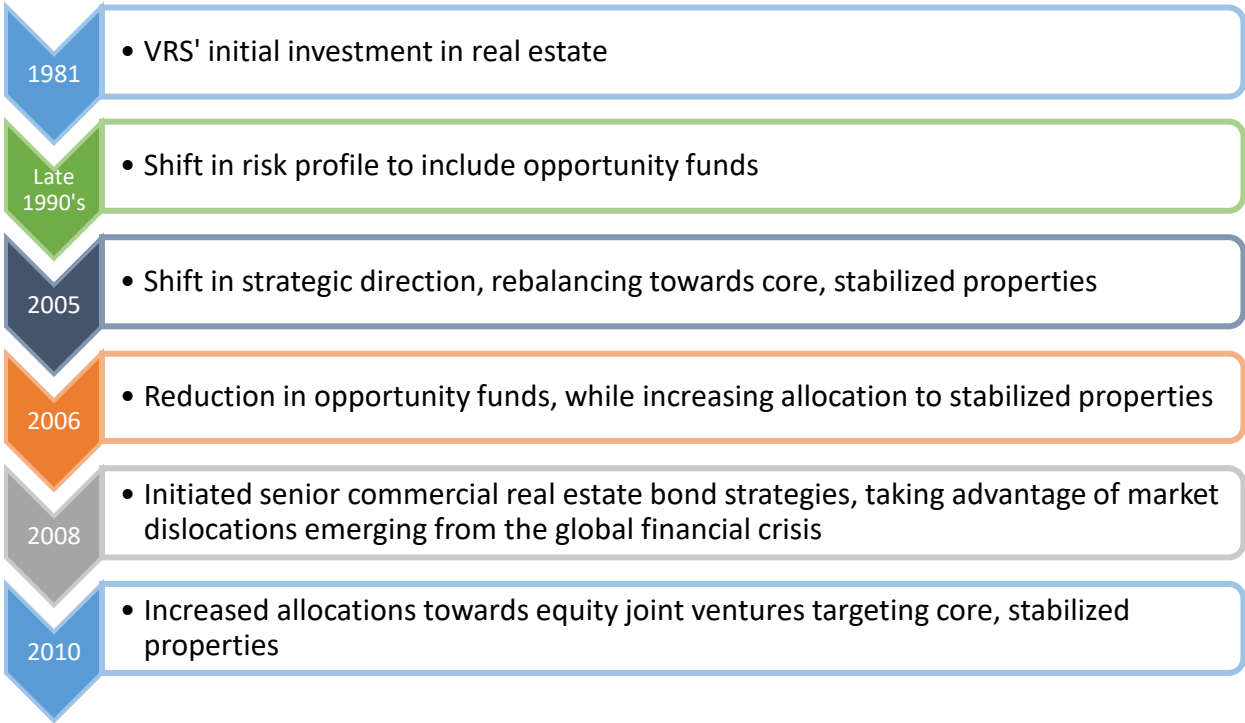 1981
• VRS' initial investment in real estate
Late
1990's
• Shift in risk profile to include opportunity funds
2005
• Shift in strategic direction, rebalancing towards core, stabilized properties
2006
• Reduction in opportunity funds, while increasing allocation to stabilized properties
2008
• Initiated senior commercial real estate bond strategies, taking advantage of market
dislocations emerging from the global financial crisis
2010
• Increased allocations towards equity joint ventures targeting core, stabilized
properties